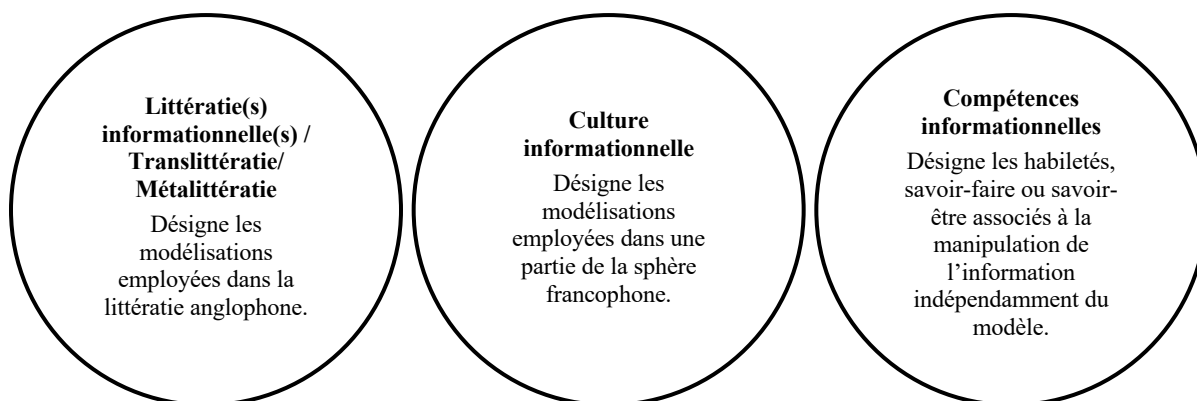 Littératie(s)
informationnelle(s) /
Translittératie/
Métalittératie
Désigne les
modélisations
employées dans la
littératie anglophone.
Culture
informationnelle
Désigne les
modélisations
employées dans une
partie de la sphère
francophone.
Compétences
informationnelles
Désigne les habiletés,
savoir-faire ou savoir-
être associés à la
manipulation de
l’information
indépendamment du
modèle.